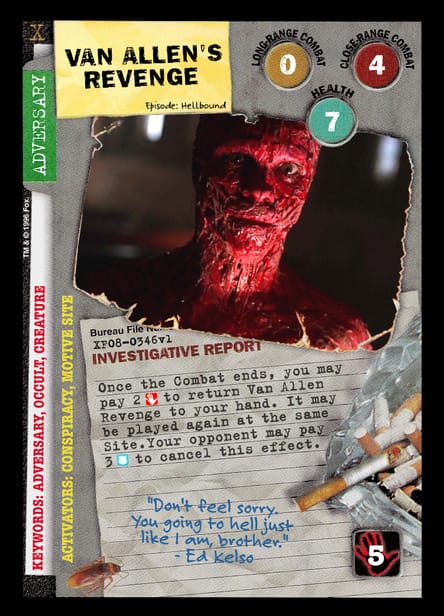 X
VAN ALLEN'S
REVENGE
Episode: Hellbound
LONG-RANGE COMBAT
0
CLOSE-RANGE COMBAT
4
HEALTH
7
ADVERSARY
TM & © 1996 Fox.
KEYWORDS: ADVERSARY, OCCULT, CREATURE
ACTIVATORS: CONSPIRACY, MOTIVE SITE
Bureau File
XF08-0346v1
INVESTIGATIVE REPORT
Once the Combat ends, you may
pay 2 to return Van Allen
Revenge to your hand. It may
be played again at the same
Site.Your opponent may pay
3 to cancel this effect.
"Don't feel sorry.
You going to hell just
like I am, brother."
- Ed Kelso
5